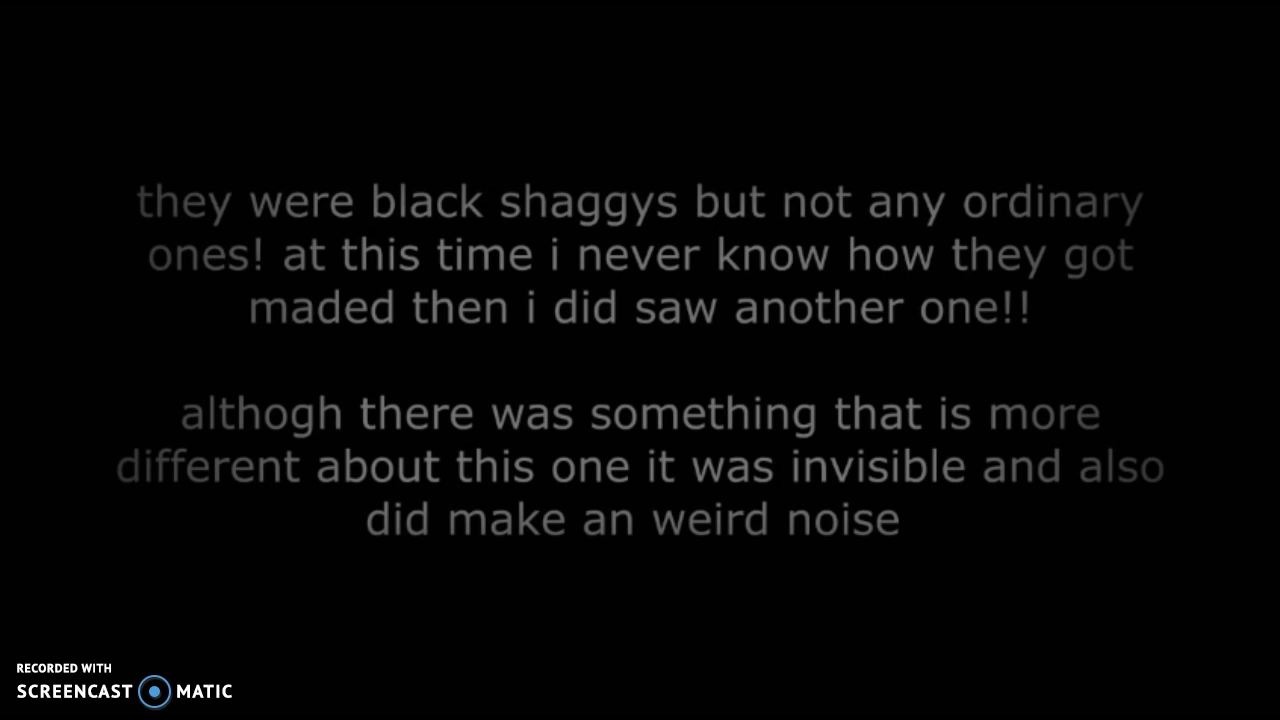 they were black shaggys but not any ordinary
ones! at this time i never know how they got
maded then i did saw another one!!
althogh there was something that is more
different about this one it was invisible and also
did make an weird noise
RECORDED WITH
SCREENCAST MATIC